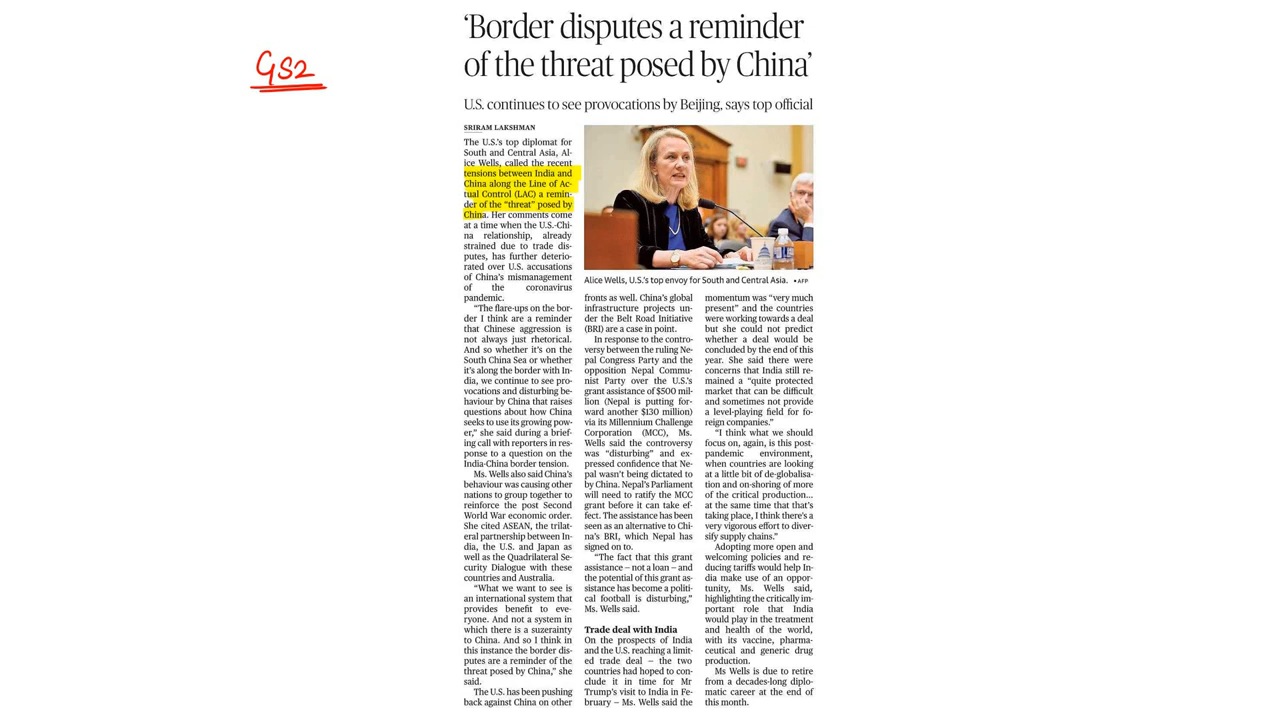 GS2
‘Border disputes a reminder
of the threat posed by China’
U.S. continues to see provocations by Beijing, says top official
SRIRAM LAKSHMAN
The U.S.’s top diplomat for
South and Central Asia, Al-
ice Wells, called the recent
tensions between India and
China along the Line of Ac-
tual Control (LAC) a remin-
der of the “threat” posed by
China. Her comments come
at a time when the U.S.-Chi-
na relationship, already
strained due to trade dis-
putes, has further deterio-
rated over U.S. accusations
of China’s mismanagement
of the coronavirus
pandemic.
“The flare-ups on the bor-
der I think are a reminder
that Chinese aggression is
not always just rhetorical.
And so whether it’s on the
South China Sea or whether
it’s along the border with In-
dia, we continue to see pro-
vocations and disturbing be-
haviour by China that raises
questions about how China
seeks to use its growing pow-
er,” she said during a brief-
ing call with reporters in res-
ponse to a question on the
India-China border tension.
Ms. Wells also said China’s
behaviour was causing other
nations to group together to
reinforce the post Second
World War economic order.
She cited ASEAN, the trilat-
eral partnership between In-
dia, the U.S. and Japan as
well as the Quadrilateral Se-
curity Dialogue with these
countries and Australia.
“What we want to see is
an international system that
provides benefit to eve-
ryone. And not a system in
which there is a suzerainty
to China. And so I think in
this instance the border dis-
putes are a reminder of the
threat posed by China,” she
said.
The U.S. has been pushing
back against China on other
Alice Wells, U.S.’s top envoy for South and Central Asia. •AFP
fronts as well. China’s global
infrastructure projects un-
der the Belt Road Initiative
(BRI) are a case in point.
In response to the contro-
versy between the ruling Ne-
pal Congress Party and the
opposition Nepal Commu-
nist Party over the U.S.’s
grant assistance of $500 mil-
lion (Nepal is putting for-
ward another $130 million)
via its Millennium Challenge
Corporation (MCC), Ms.
Wells said the controversy
was “disturbing” and ex-
pressed confidence that Ne-
pal wasn’t being dictated to
by China. Nepal’s Parliament
will need to ratify the MCC
grant before it can take ef-
fect. The assistance has been
seen as an alternative to Chi-
na’s BRI, which Nepal has
signed on to.
“The fact that this grant
assistance – not a loan – and
the potential of this grant as-
sistance has become a politi-
cal football is disturbing,”
Ms. Wells said.
Trade deal with India
On the prospects of India
and the U.S. reaching a limit-
ed trade deal – the two
countries had hoped to con-
clude it in time for Mr
Trump’s visit to India in Fe-
bruary – Ms. Wells said the
momentum was “very much
present” and the countries
were working towards a deal
but she could not predict
whether a deal would be
concluded by the end of this
year. She said there were
concerns that India still re-
mained a “quite protected
market that can be difficult
and sometimes not provide
a level-playing field for fo-
reign companies.”
“I think what we should
focus on, again, is this post-
pandemic environment,
when countries are looking
at a little bit of de-globalisa-
tion and on-shoring of more
of the critical production...
at the same time that that’s
taking place, I think there’s a
very vigorous effort to diver-
sify supply chains.”
Adopting more open and
welcoming policies and re-
ducing tariffs would help In-
dia make use of an oppor-
tunity, Ms. Wells said,
highlighting the critically im-
portant role that India
would play in the treatment
and health of the world,
with its vaccine, pharma-
ceutical and generic drug
production.
Ms Wells is due to retire
from a decades-long diplo-
matic career at the end of
this month.